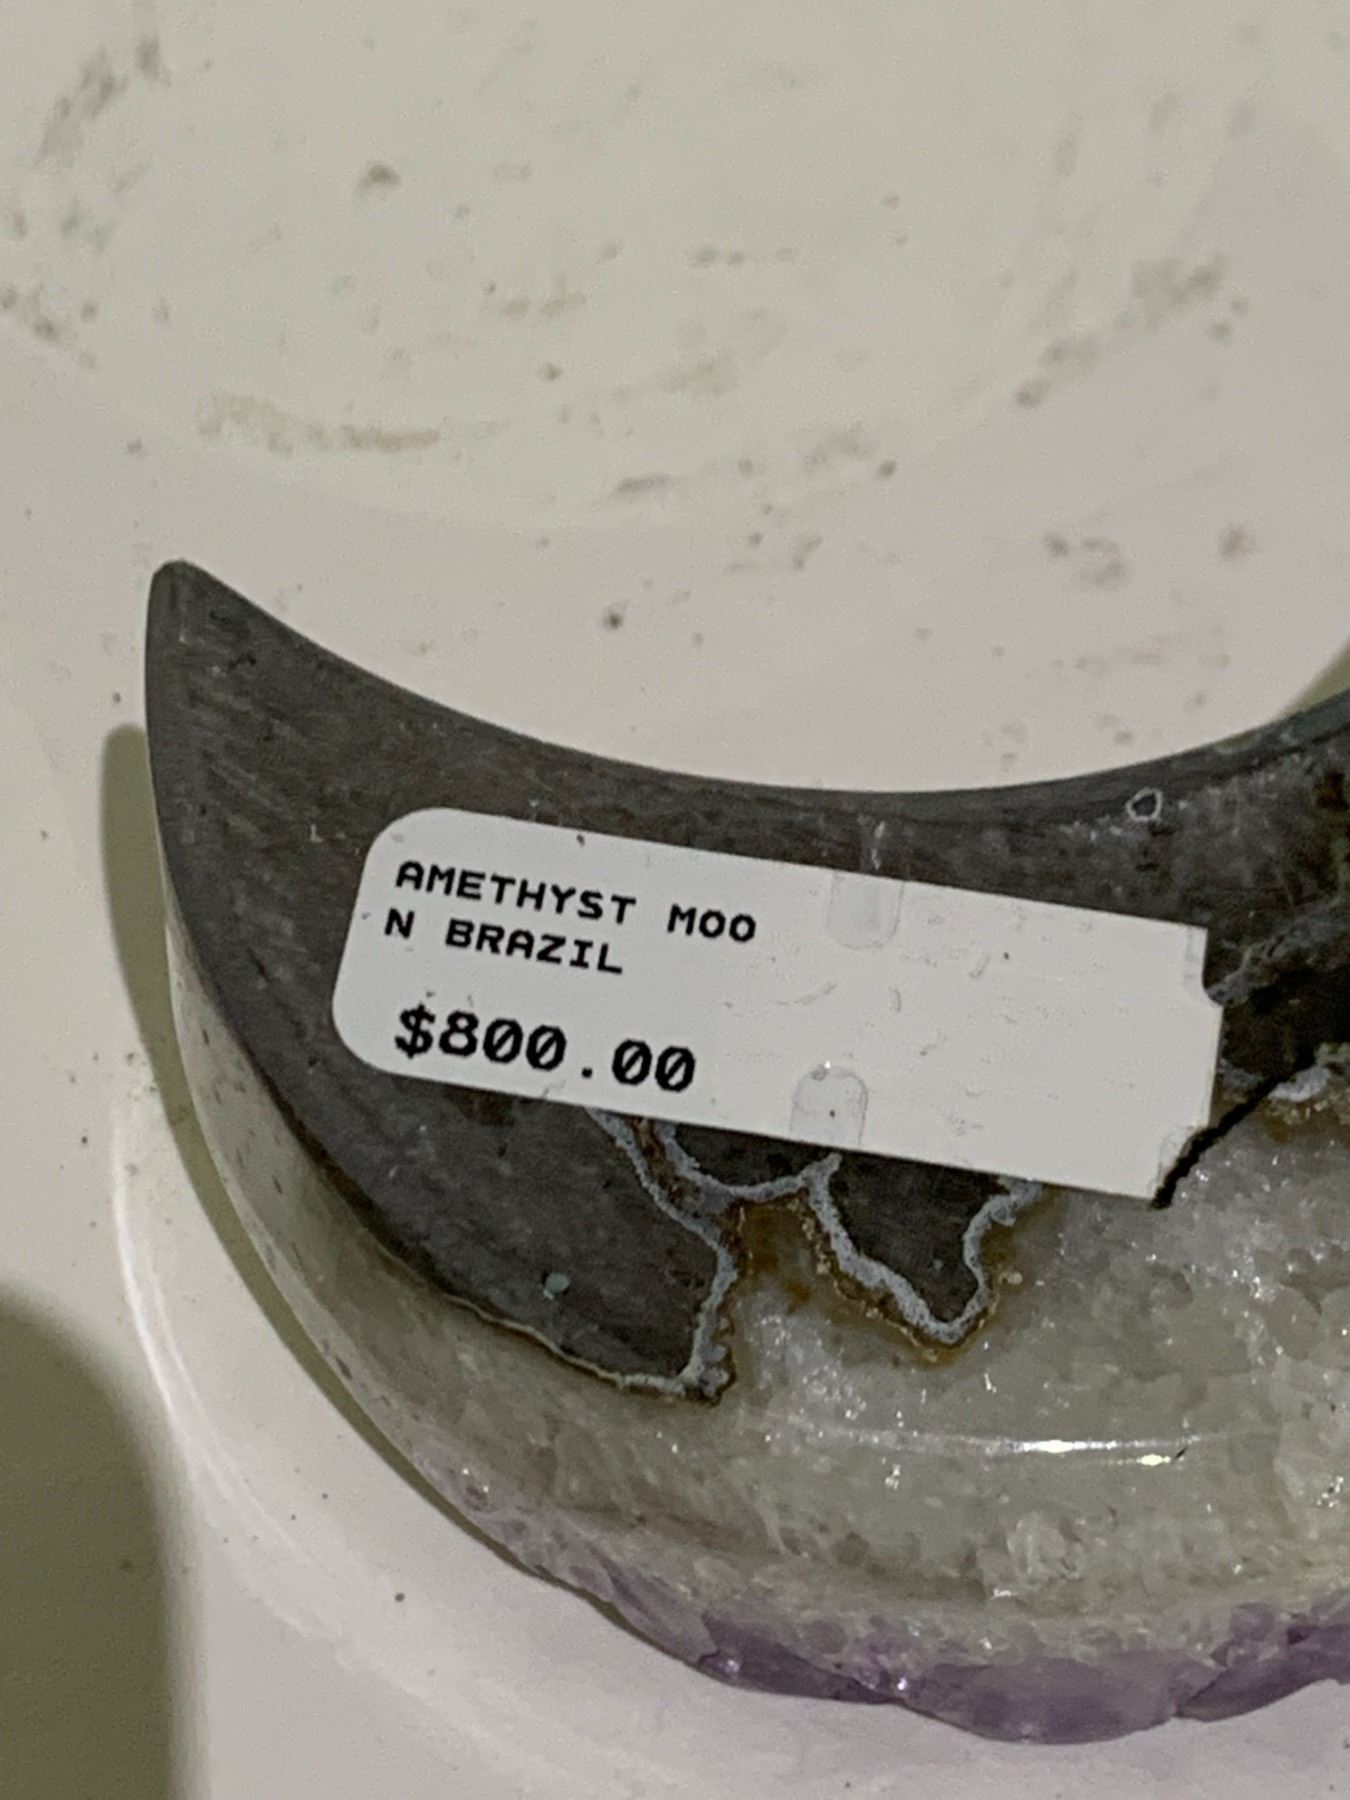 AMETHYST MOO
N BRAZIL
$800.00